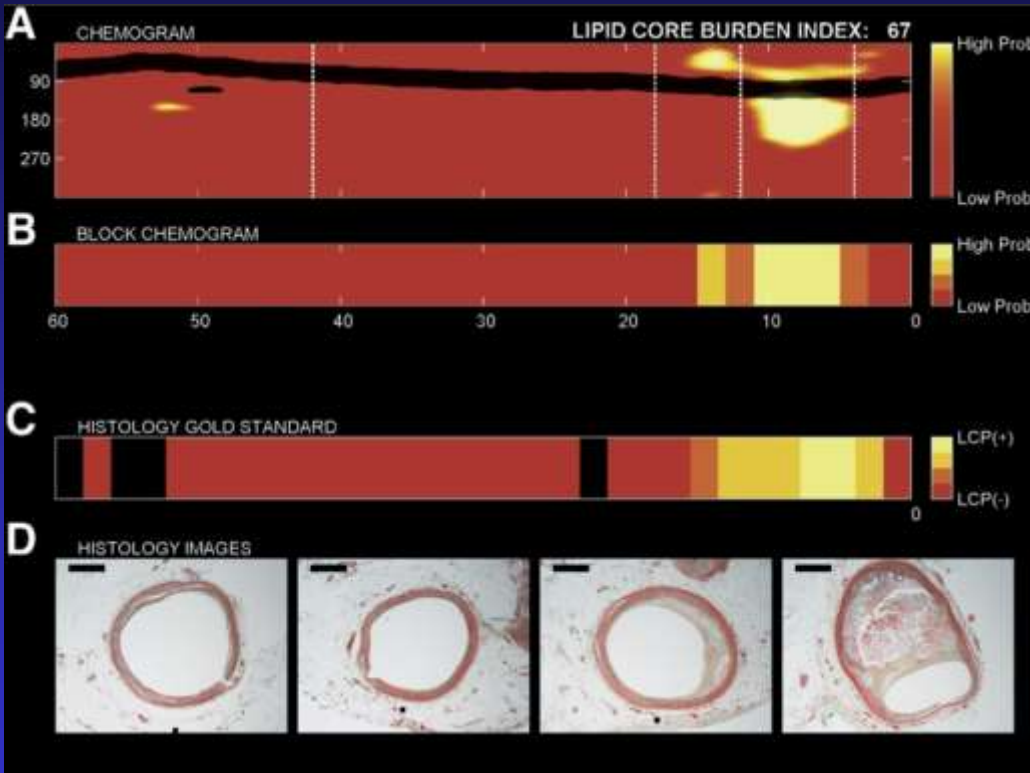 A
CHEMOGRAM
LIPID CORE BURDEN INDEX: 67
High Prob
90
180
270
Low Prob
B
BLOCK CHEMOGRAM
High Prob
Low Prob
60 50 40 30 20 10 0
C
HISTOLOGY GOLD STANDARD
LCP(+)
LCP(-)
0
D
HISTOLOGY IMAGES